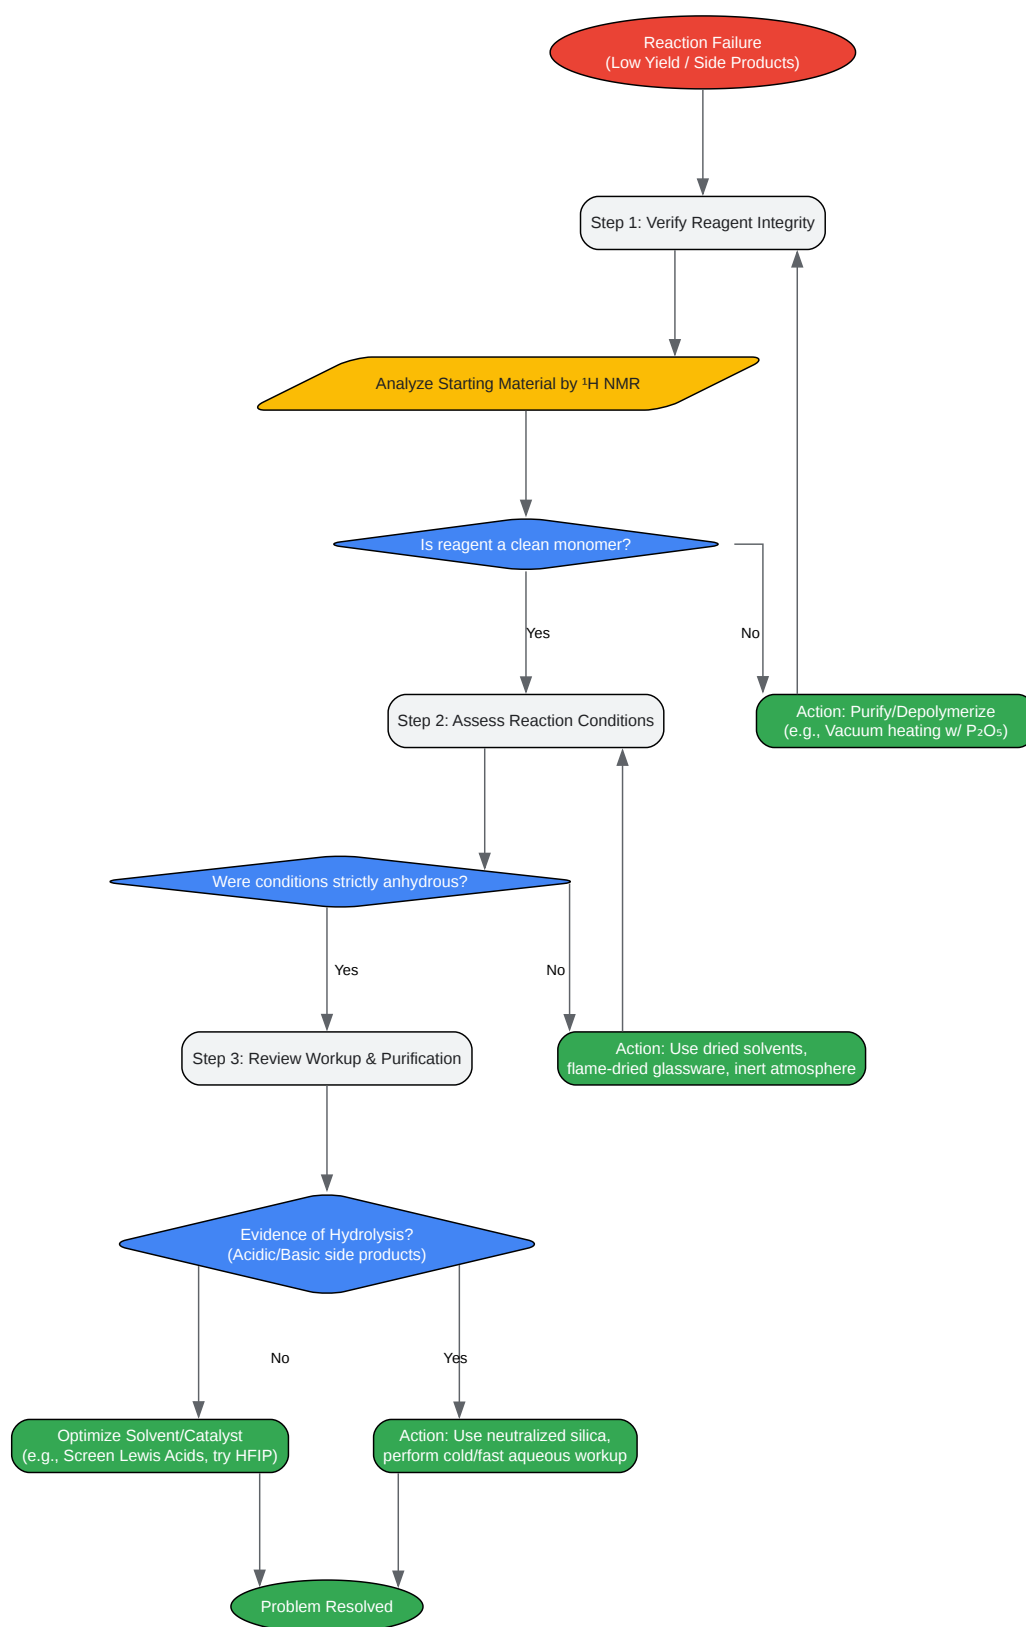 Reaction Failure
(Low Yield / Side Products)
Step 1: Verify Reagent Integrity
Analyze Starting Material by ¹H NMR
Is reagent a clean monomer?
Yes
No
Step 2: Assess Reaction Conditions
Action: Purify/Depolymerize
(e.g., Vacuum heating w/ P₂O₅)
Were conditions strictly anhydrous?
Yes
No
Step 3: Review Workup & Purification
Action: Use dried solvents,
flame-dried glassware, inert atmosphere
Evidence of Hydrolysis?
(Acidic/Basic side products)
No
Yes
Optimize Solvent/Catalyst
(e.g., Screen Lewis Acids, try HFIP)
Action: Use neutralized silica,
perform cold/fast aqueous workup
Problem Resolved